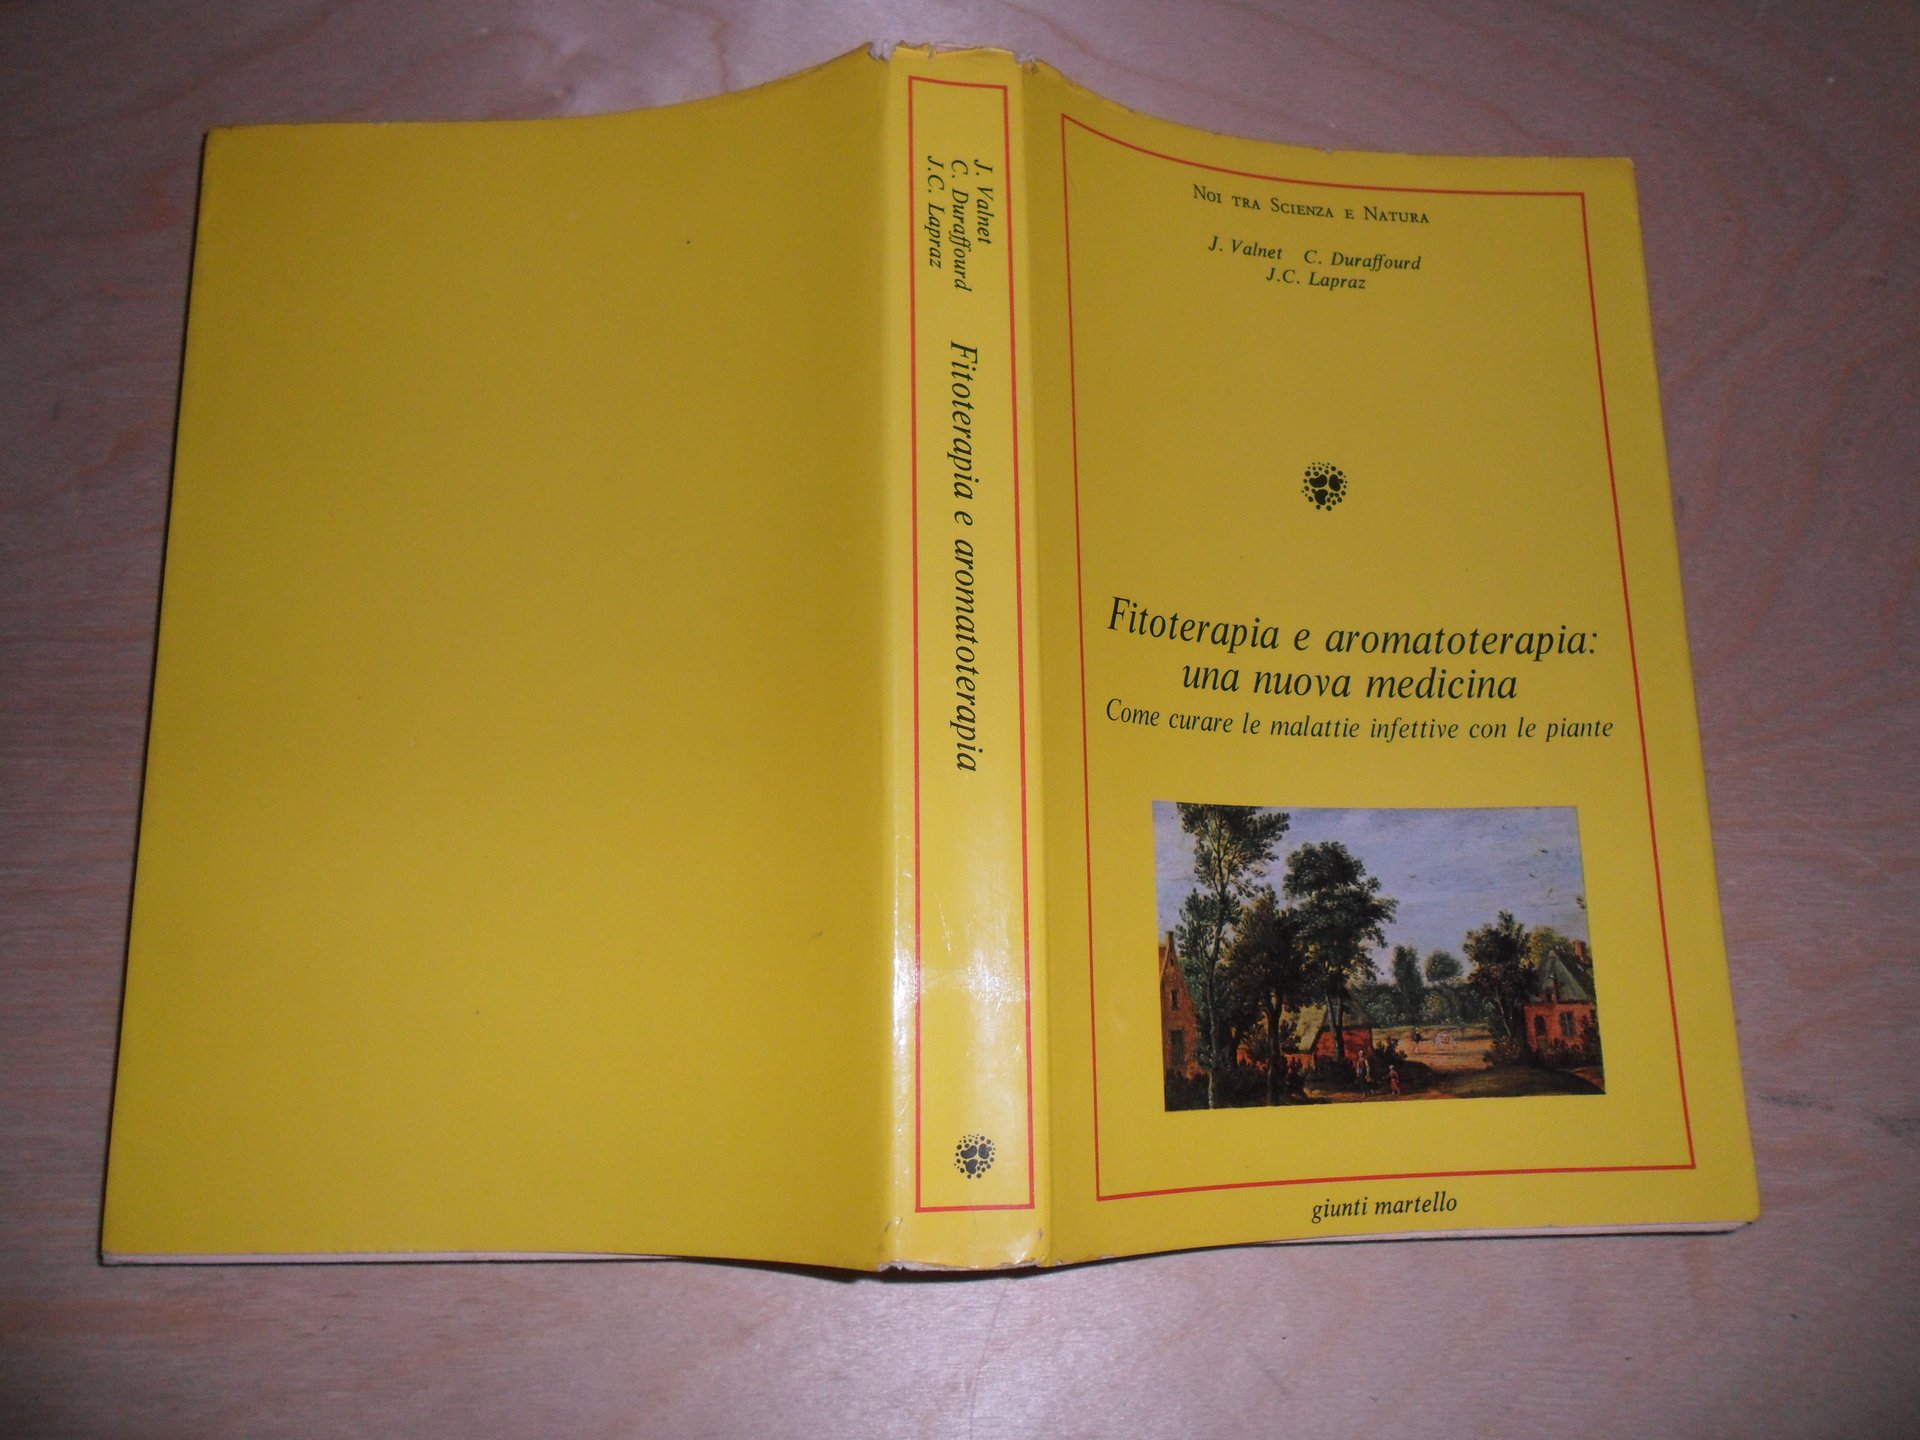 J. Valnet
C. Duraffourd
J.C. Lapraz
Fitoterapia e aromatoterapia
Noi tra Scienza e Natura
J. Valnet C. Duraffourd
J.C. Lapraz
Fitoterapia e aromatoterapia:
una nuova medicina
Come curare le malattie infettive con le piante
giunti martello